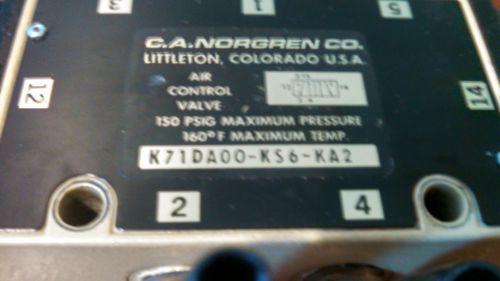 3 1 5
C.A. NORGREN CO.
LITTLETON, COLORADO U.S.A.
AIR
CONTROL
VALVE
12
14
150 PSIG MAXIMUM PRESSURE
160° F MAXIMUM TEMP.
K71DA00-KS6-KA2
2 4